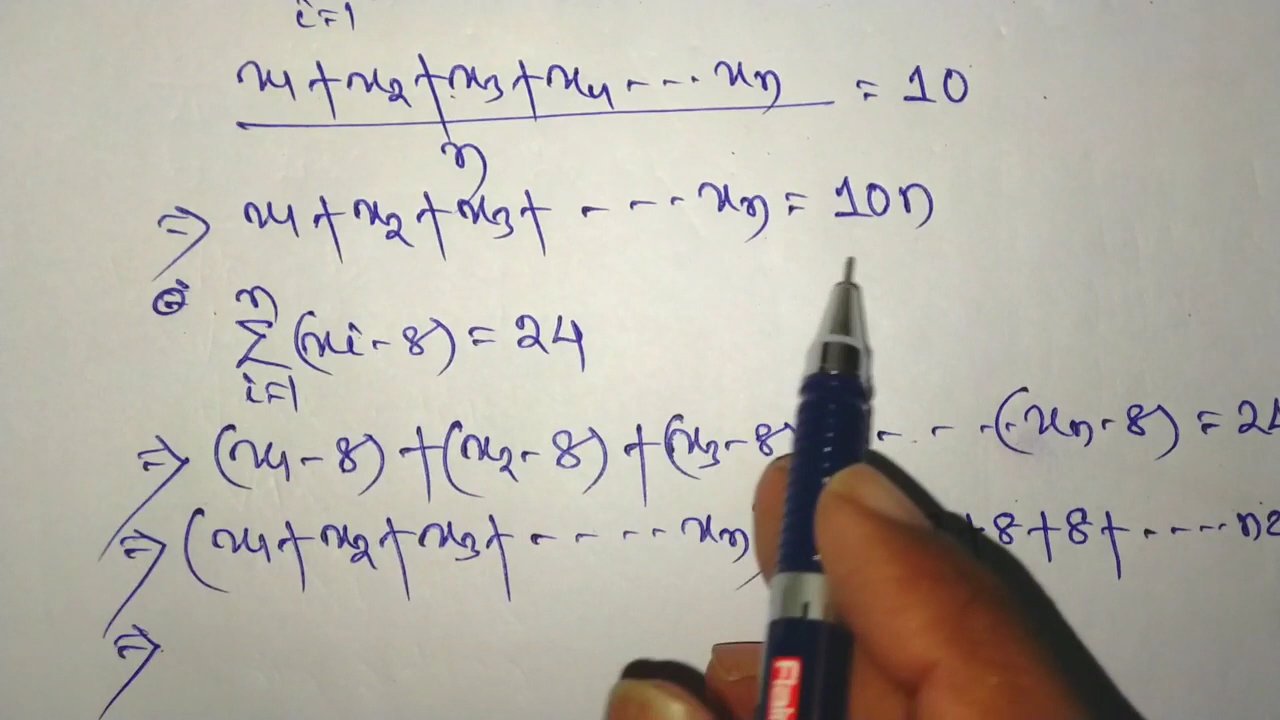 i=1
x1+x2+x3+x4-...xn = 10
n
⇒ x1+x2+x3+ - --- xn = 10n
n
Σ (xi-8) = 24
i=1
⇒ (x1-8)+(x2-8)+(x3-8 - - - -(xn-8) = 24
⇒ (x1+x2+x3+ - - - -- xn +8+8+ -----
⇒